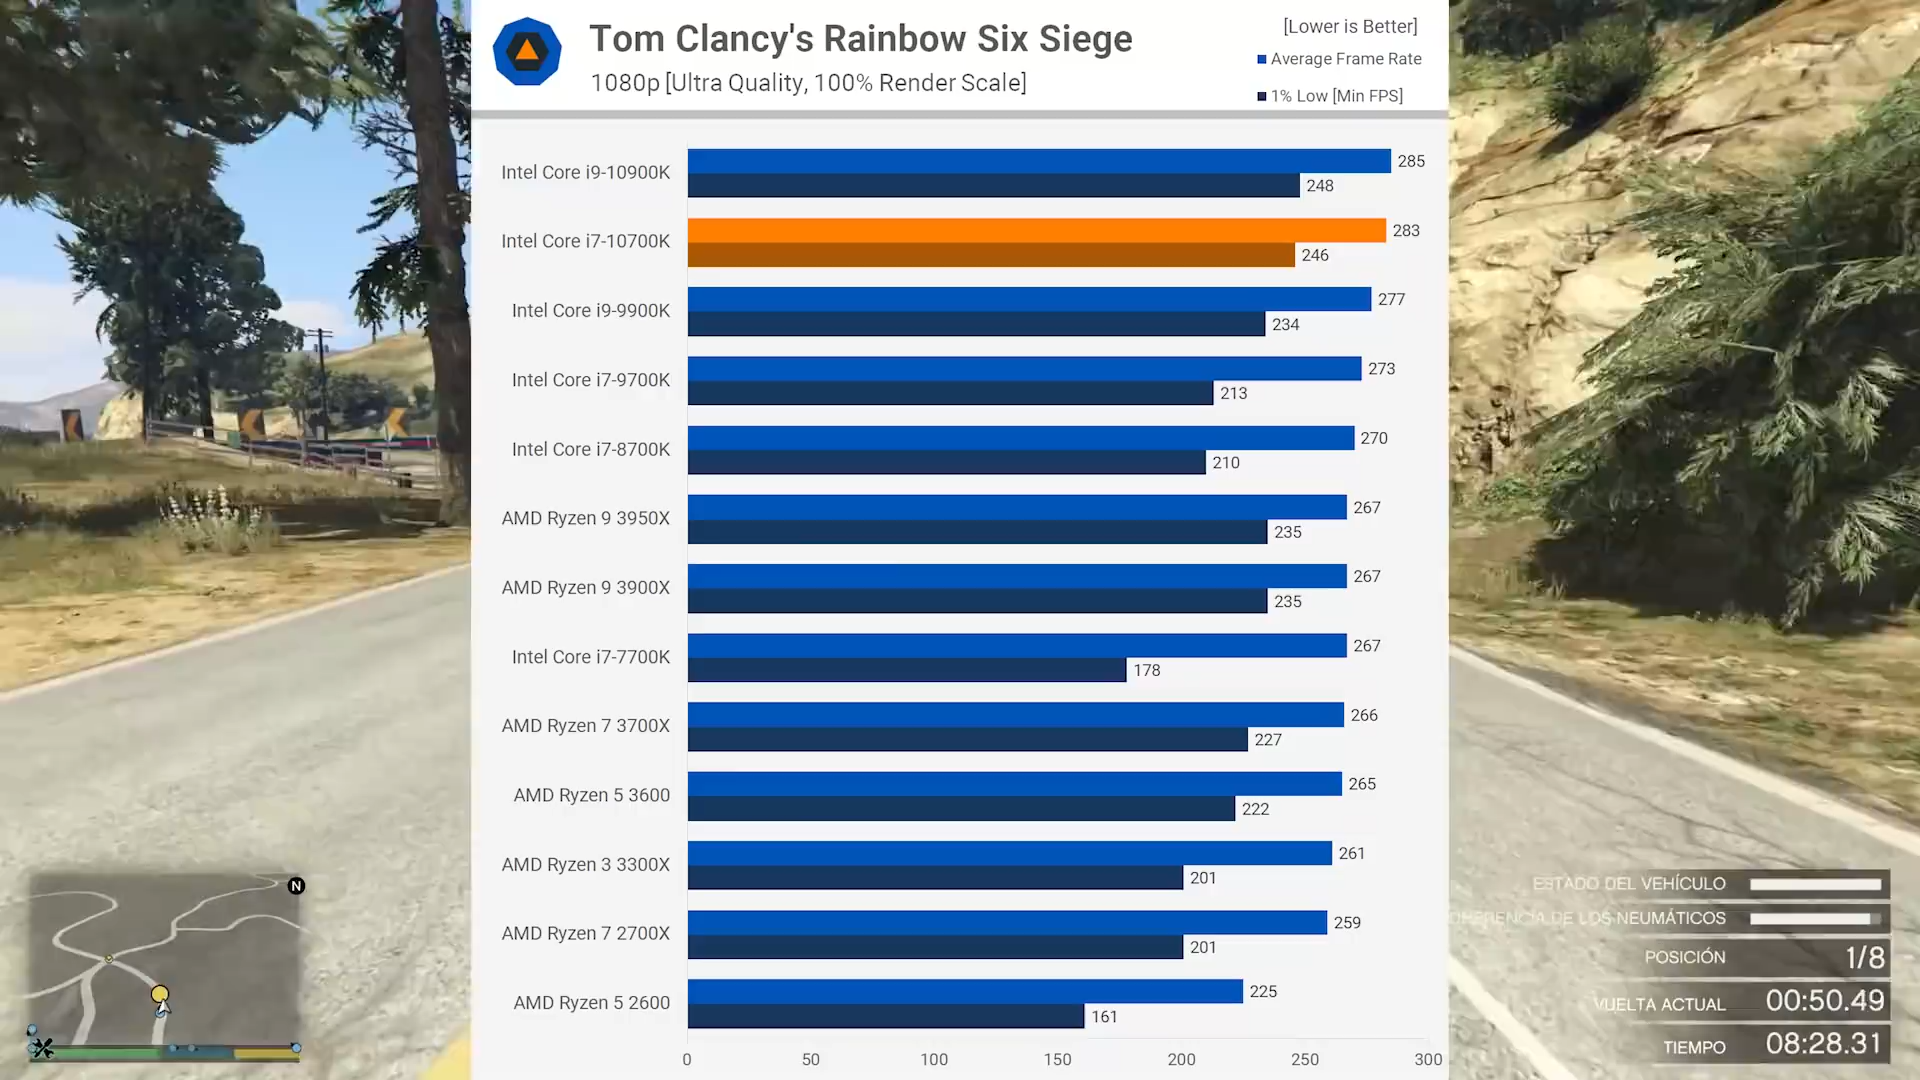 Tom Clancy's Rainbow Six Siege
1080p [Ultra Quality, 100% Render Scale]
[Lower is Better]
Average Frame Rate
1% Low [Min FPS]
Intel Core i9-10900K
285
248
Intel Core i7-10700K
283
246
Intel Core i9-9900K
277
234
Intel Core i7-9700K
273
213
Intel Core i7-8700K
270
210
AMD Ryzen 9 3950X
267
235
AMD Ryzen 9 3900X
267
235
Intel Core i7-7700K
267
178
AMD Ryzen 7 3700X
266
227
AMD Ryzen 5 3600
265
222
AMD Ryzen 3 3300X
261
201
AMD Ryzen 7 2700X
259
201
AMD Ryzen 5 2600
225
161
0 50 100 150 200 250 300
N
ESTADO DEL VEHÍCULO
DE LOS NEUMÁTICOS
POSICIÓN 1/8
VUELTA ACTUAL 00:50.49
TIEMPO 08:28.31